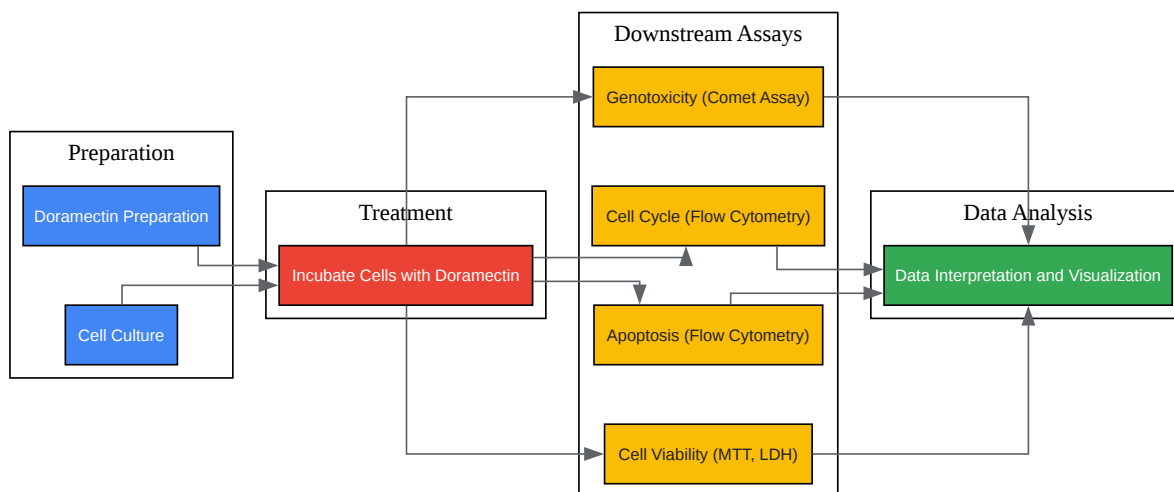 Preparation
Doramectin Preparation
Cell Culture
Treatment
Incubate Cells with Doramectin
Downstream Assays
Genotoxicity (Comet Assay)
Cell Cycle (Flow Cytometry)
Apoptosis (Flow Cytometry)
Cell Viability (MTT, LDH)
Data Analysis
Data Interpretation and Visualization